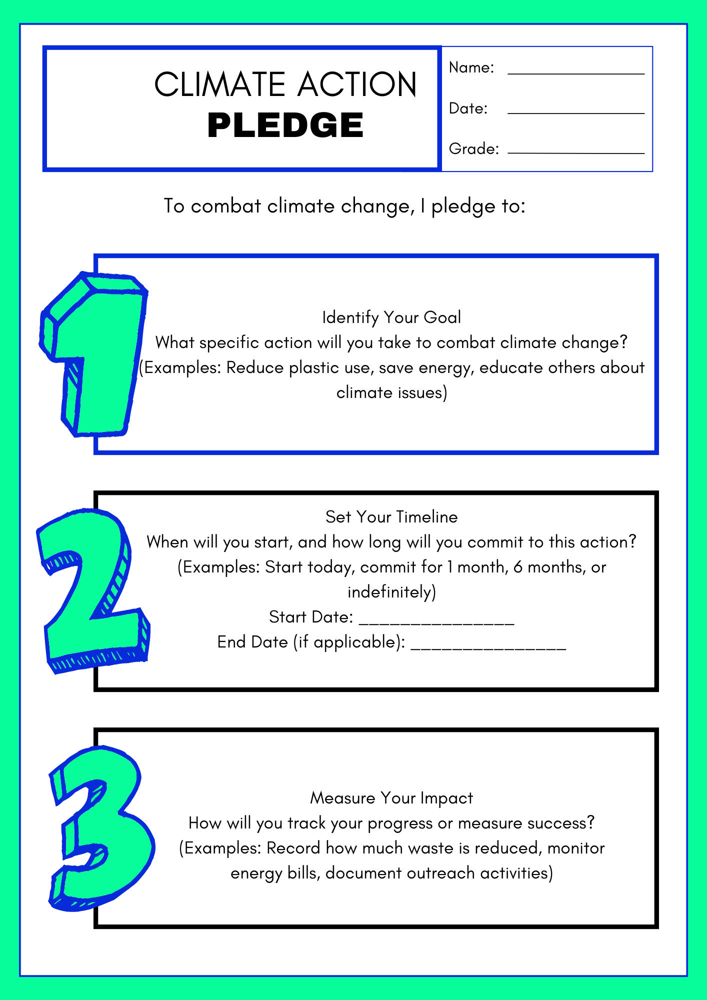 CLIMATE ACTION
PLEDGE
Name: ________________
Date: ________________
Grade: ________________
To combat climate change, I pledge to:
1
Identify Your Goal
What specific action will you take to combat climate change?
(Examples: Reduce plastic use, save energy, educate others about
climate issues)
2
Set Your Timeline
When will you start, and how long will you commit to this action?
(Examples: Start today, commit for 1 month, 6 months, or
indefinitely)
Start Date: _______________
End Date (if applicable): _______________
3
Measure Your Impact
How will you track your progress or measure success?
(Examples: Record how much waste is reduced, monitor
energy bills, document outreach activities)